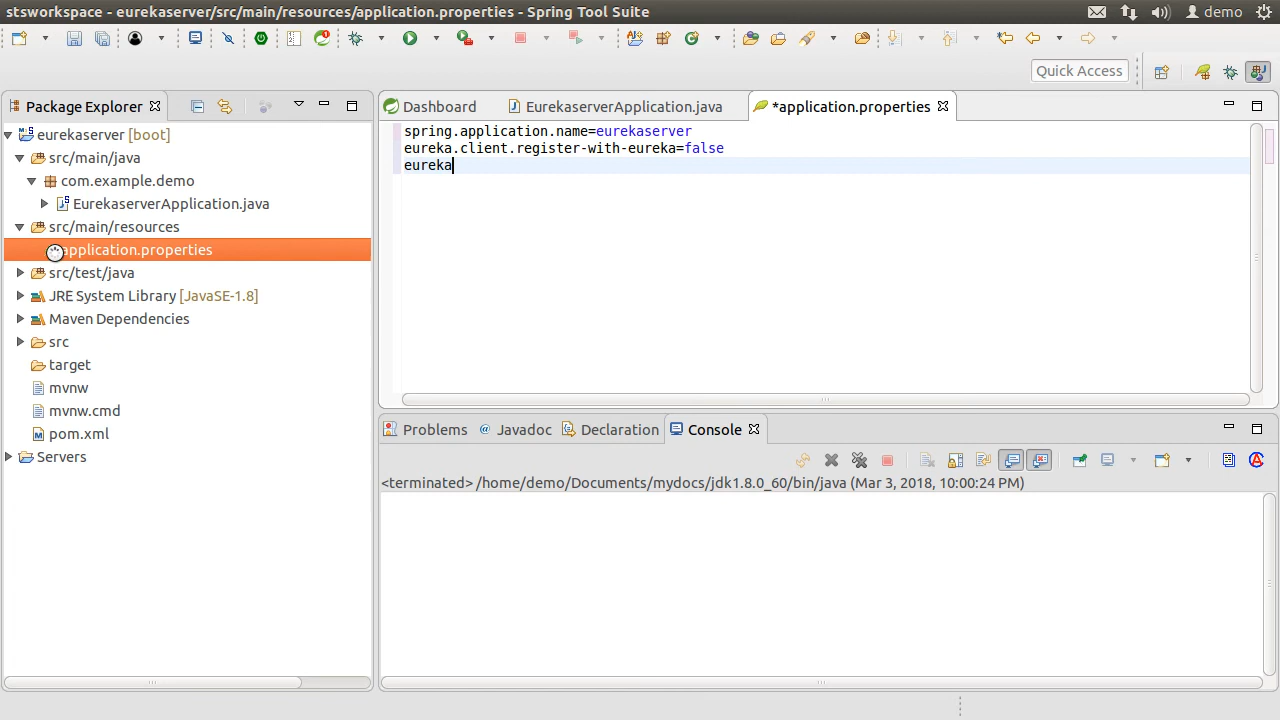 stsworkspace - eurekaserver/src/main/resources/application.properties - Spring Tool Suite
demo
Quick Access
Package Explorer
Dashboard
EurekaserverApplication.java
*application.properties
eurekaserver [boot]
src/main/java
com.example.demo
EurekaserverApplication.java
src/main/resources
application.properties
src/test/java
JRE System Library [JavaSE-1.8]
Maven Dependencies
src
target
mvnw
mvnw.cmd
pom.xml
Servers
spring.application.name=eurekaserver
eureka.client.register-with-eureka=false
eureka
Problems
Javadoc
Declaration
Console
<terminated> /home/demo/Documents/mydocs/jdk1.8.0_60/bin/java (Mar 3, 2018, 10:00:24 PM)